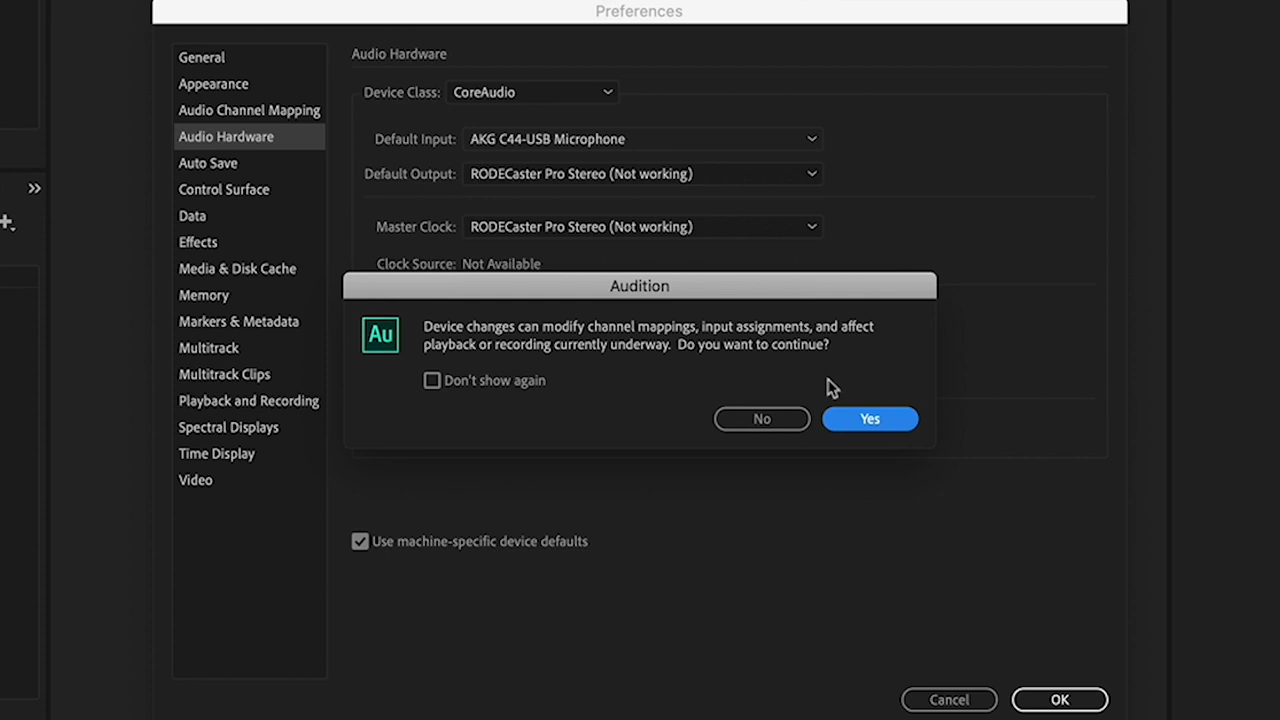 Preferences
General
Appearance
Audio Channel Mapping
Audio Hardware
Auto Save
Control Surface
Data
Effects
Media & Disk Cache
Memory
Markers & Metadata
Multitrack
Multitrack Clips
Playback and Recording
Spectral Displays
Time Display
Video
Audio Hardware
Device Class: CoreAudio
Default Input: AKG C44-USB Microphone
Default Output: RODECaster Pro Stereo (Not working)
Master Clock: RODECaster Pro Stereo (Not working)
Clock Source: Not Available
Audition
Au
Device changes can modify channel mappings, input assignments, and affect
playback or recording currently underway.  Do you want to continue?
Don't show again
No Yes
Use machine-specific device defaults
Cancel OK